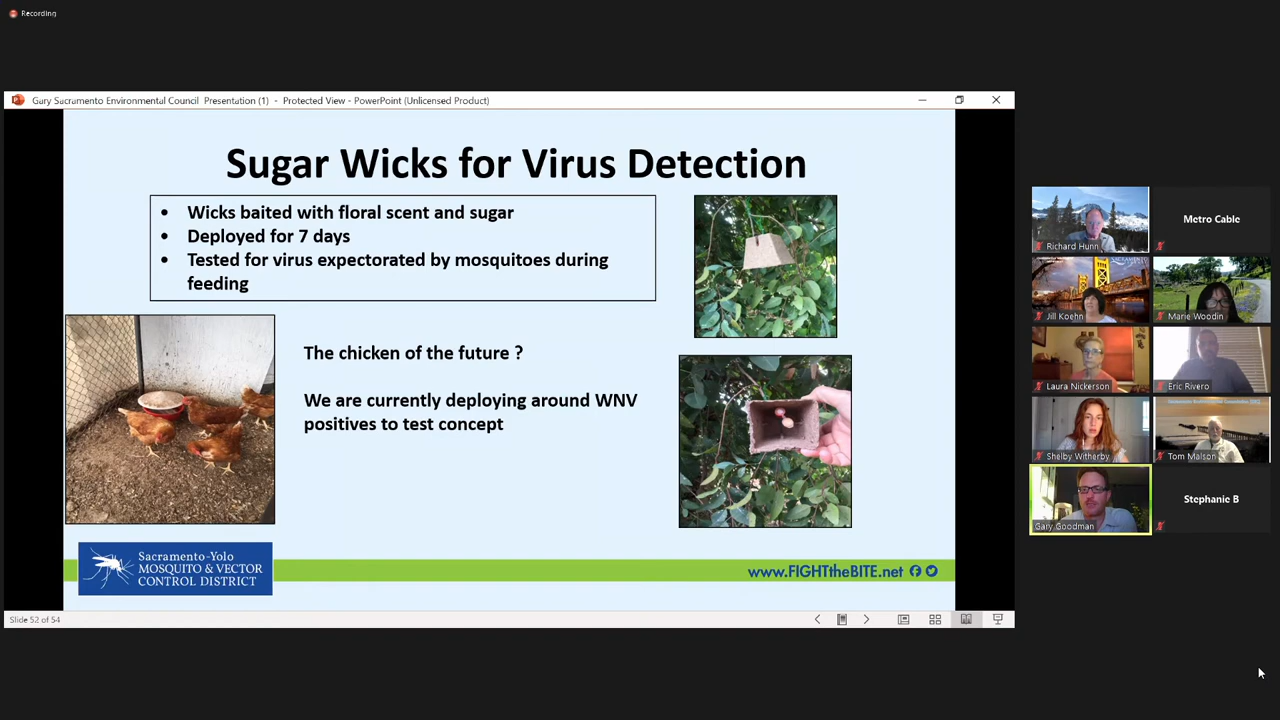 Recording
Gary Sacramento Environmental Council Presentation (1) - Protected View - PowerPoint (Unlicensed Product)
Sugar Wicks for Virus Detection
• Wicks baited with floral scent and sugar
• Deployed for 7 days
• Tested for virus expectorated by mosquitoes during
feeding
The chicken of the future ?
We are currently deploying around WNV
positives to test concept
Sacramento-Yolo
MOSQUITO & VECTOR
CONTROL DISTRICT
www.FIGHTtheBITE.net
Slide 52 of 54
Richard Hunn
Metro Cable
Jill Koehn
Marie Woodin
Laura Nickerson
Eric Rivero
Shelby Witherby
Tom Malson
Gary Goodman
Stephanie B